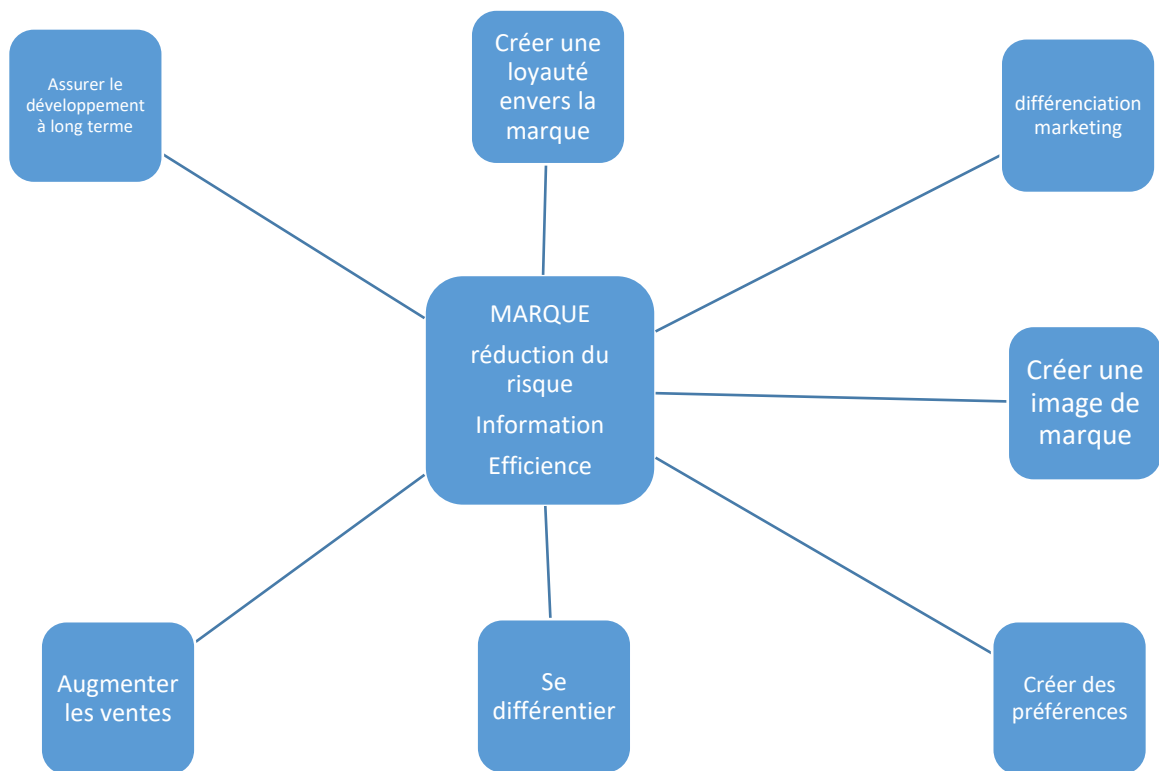 Assurer le
développement
à long terme
Créer une
loyauté
envers la
marque
différenciation
marketing
MARQUE
réduction du
risque
Information
Efficience
Créer une
image de
marque
Augmenter
les ventes
Se
différentier
Créer des
préférences